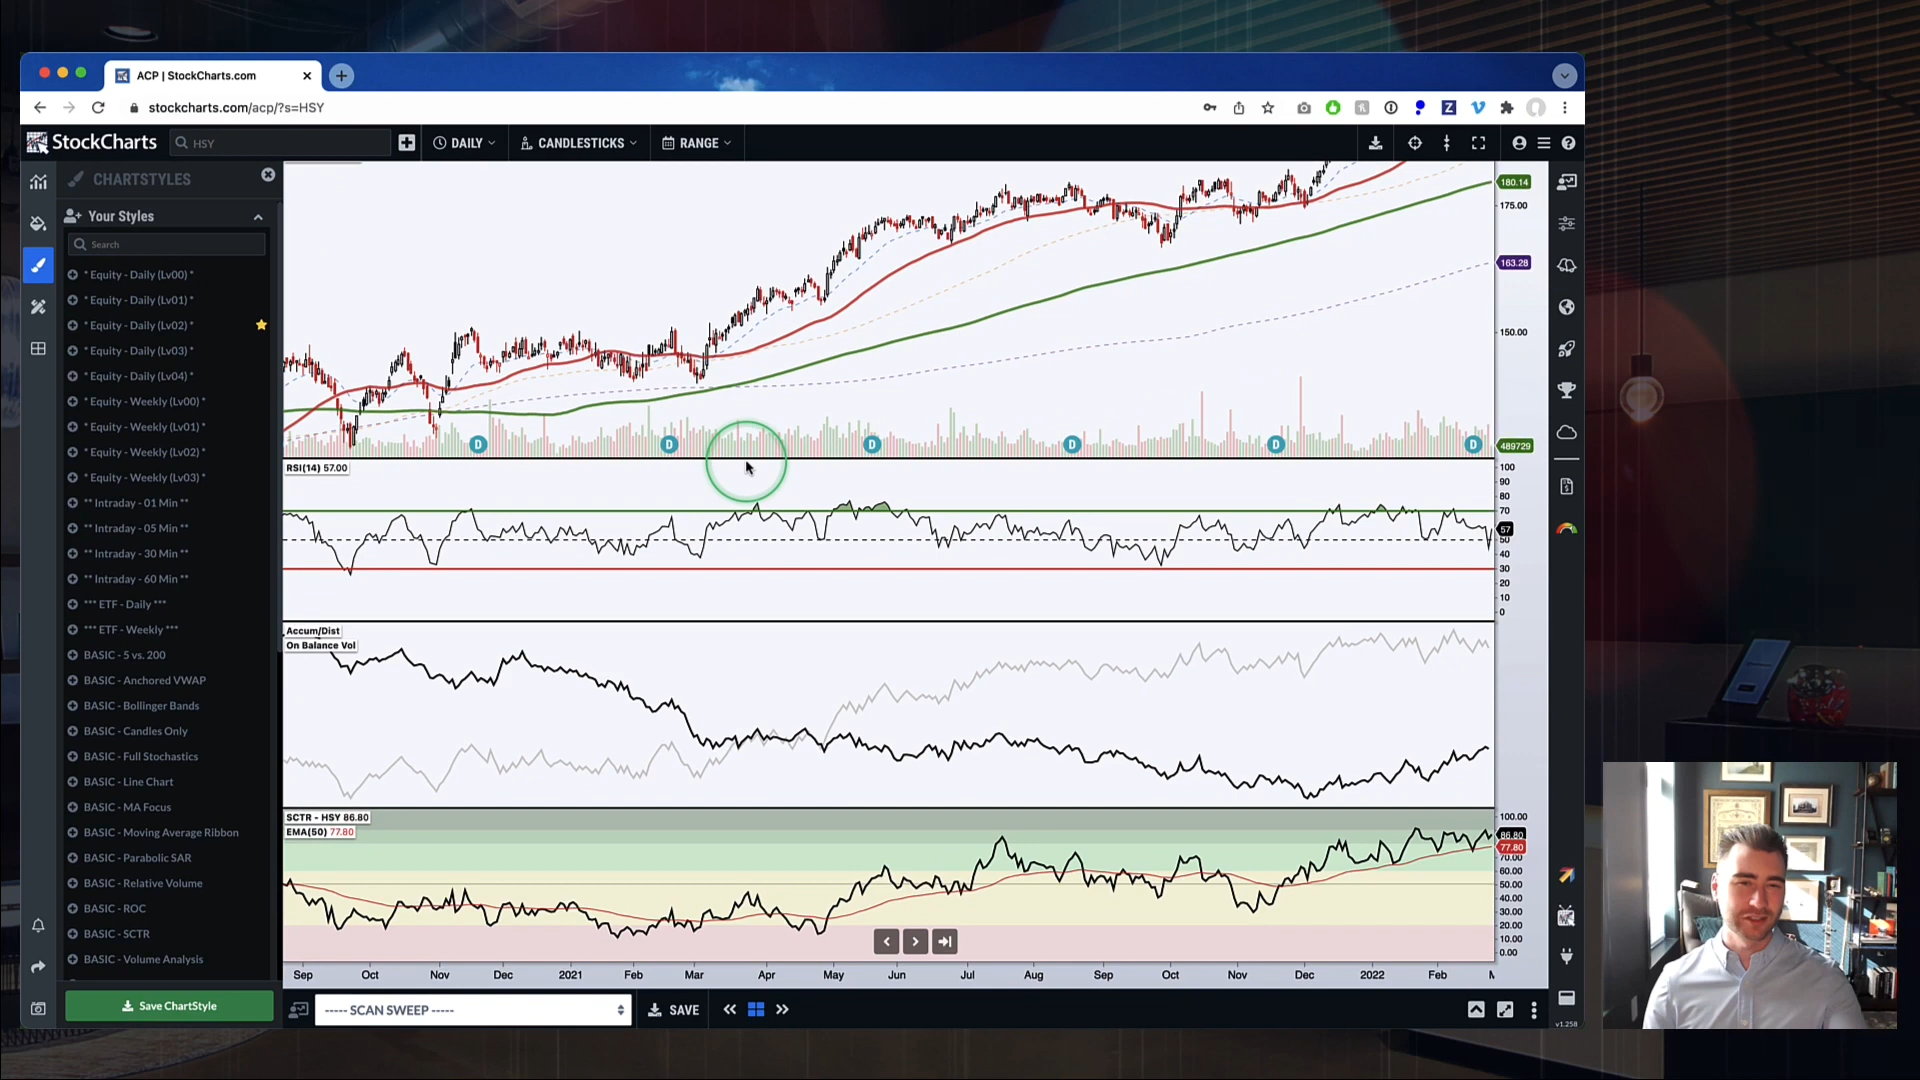 ACP | StockCharts.com
stockcharts.com/acp/?s=HSY
StockCharts
HSY
DAILY
CANDLESTICKS
RANGE
CHARTSTYLES
Your Styles
Search
* Equity - Daily (Lv00) *
* Equity - Daily (Lv01) *
* Equity - Daily (Lv02) *
* Equity - Daily (Lv03) *
* Equity - Daily (Lv04) *
* Equity - Weekly (Lv00) *
* Equity - Weekly (Lv01) *
* Equity - Weekly (Lv02) *
* Equity - Weekly (Lv03) *
** Intraday - 01 Min **
** Intraday - 05 Min **
** Intraday - 30 Min **
** Intraday - 60 Min **
*** ETF - Daily ***
*** ETF - Weekly ***
BASIC - 5 vs. 200
BASIC - Anchored VWAP
BASIC - Bollinger Bands
BASIC - Candles Only
BASIC - Full Stochastics
BASIC - Line Chart
BASIC - MA Focus
BASIC - Moving Average Ribbon
BASIC - Parabolic SAR
BASIC - Relative Volume
BASIC - ROC
BASIC - SCTR
BASIC - Volume Analysis
Save ChartStyle
180.14
175.00
163.28
150.00
D D D D D D
489729
RSI(14) 57.00
100
90
80
70
57
50
40
30
20
10
0
Accum/Dist
On Balance Vol
SCTR - HSY 86.80
EMA(50) 77.80
100.00
86.80
77.80
70.00
60.00
50.00
40.00
30.00
20.00
10.00
0.00
Sep Oct Nov Dec 2021 Feb Mar Apr May Jun Jul Aug Sep Oct Nov Dec 2022 Feb
----- SCAN SWEEP -----
SAVE
v1.258